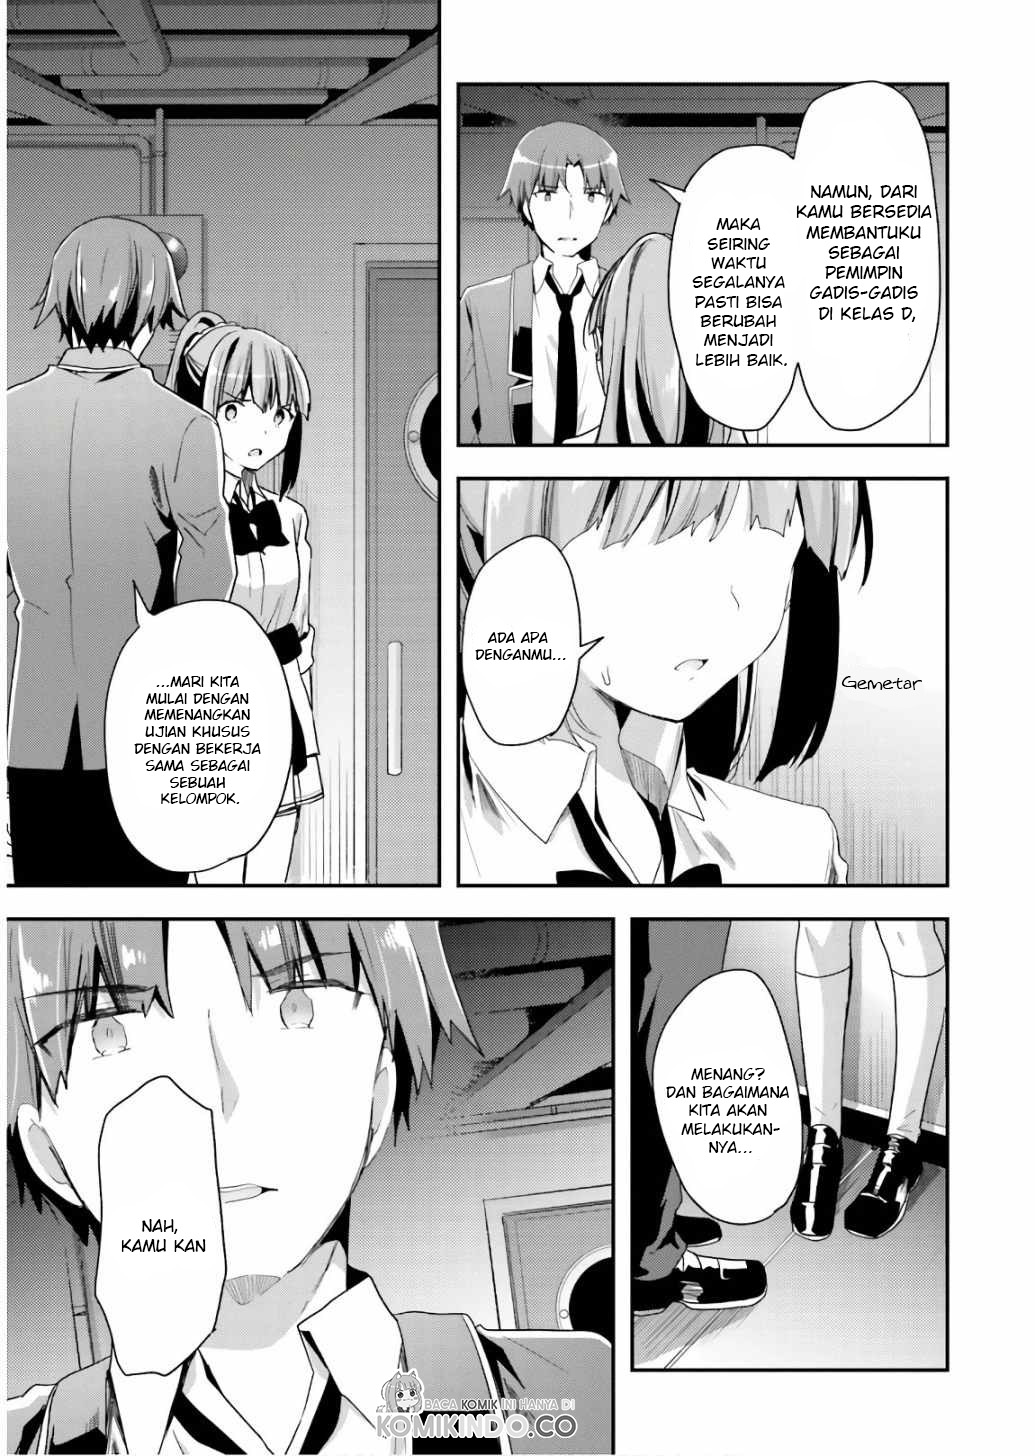 NAMUN, DARI
KAMU BERSEDIA
MEMBANTUKU
SEBAGAI
PEMIMPIN
GADIS-GADIS
DI KELAS D,
MAKA
SEIRING
WAKTU
SEGALANYA
PASTI BISA
BERUBAH
MENJADI
LEBIH BAIK.
ADA APA
DENGANMU...
Gemetar
...MARI KITA
MULAI DENGAN
MEMENANGKAN
UJIAN KHUSUS
DENGAN BEKERJA
SAMA SEBAGAI
SEBUAH
KELOMPOK.
MENANG?
DAN BAGAIMANA
KITA AKAN
MELAKUKAN-
NYA...
NAH,
KAMU KAN
BACA KOMIK INI HANYA DI
KOMIKINDO.CO